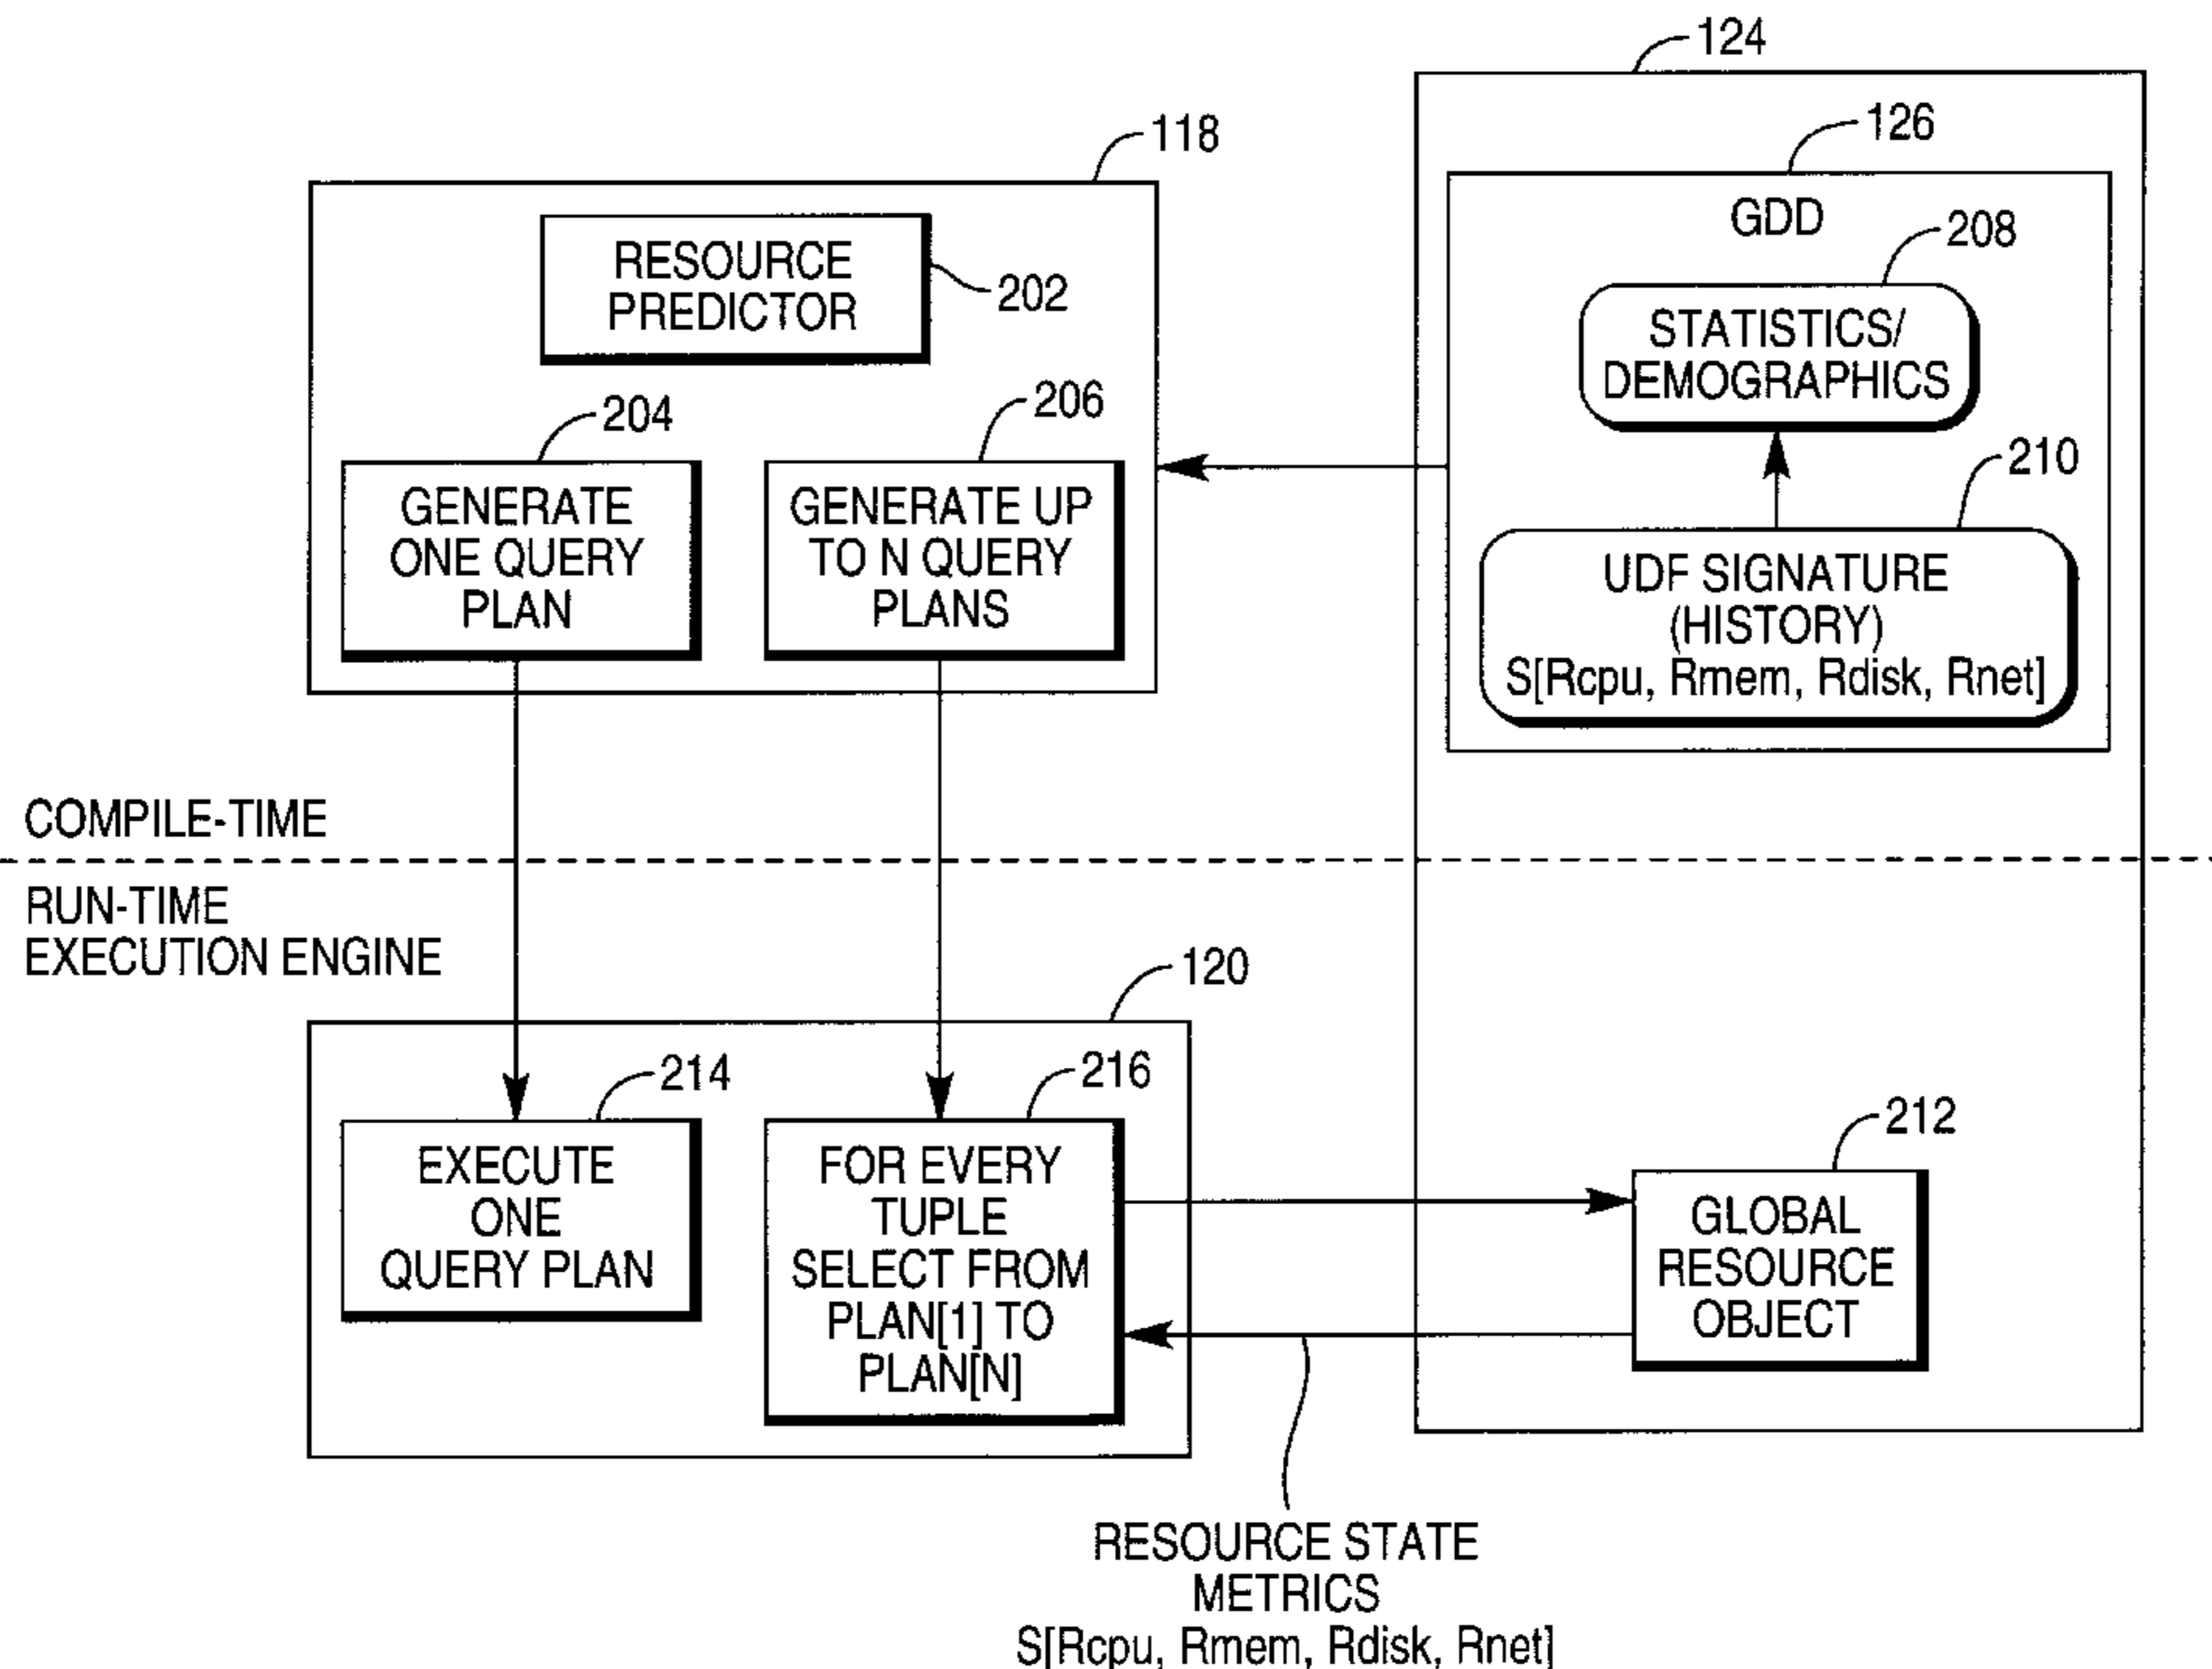 124
118
126
GDD
208
RESOURCE
PREDICTOR
202
STATISTICS/
DEMOGRAPHICS
204
206
210
GENERATE
ONE QUERY
PLAN
GENERATE UP
TO N QUERY
PLANS
UDF SIGNATURE
(HISTORY)
S[Rcpu, Rmem, Rdisk, Rnet]
COMPILE-TIME
RUN-TIME
EXECUTION ENGINE
120
214
216
212
EXECUTE
ONE
QUERY PLAN
FOR EVERY
TUPLE
SELECT FROM
PLAN[1] TO
PLAN[N]
GLOBAL
RESOURCE
OBJECT
RESOURCE STATE
METRICS
S[Rcpu, Rmem, Rdisk, Rnet]